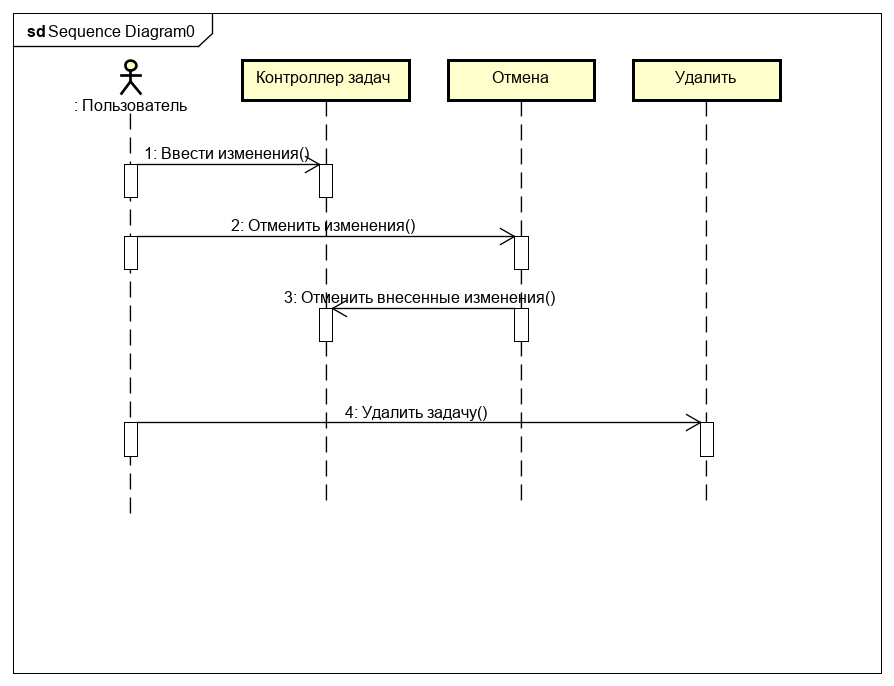 sd Sequence Diagram0
: Пользователь
Контроллер задач
Отмена
Удалить
1: Ввести изменения()
2: Отменить изменения()
3: Отменить внесенные изменения()
4: Удалить задачу()